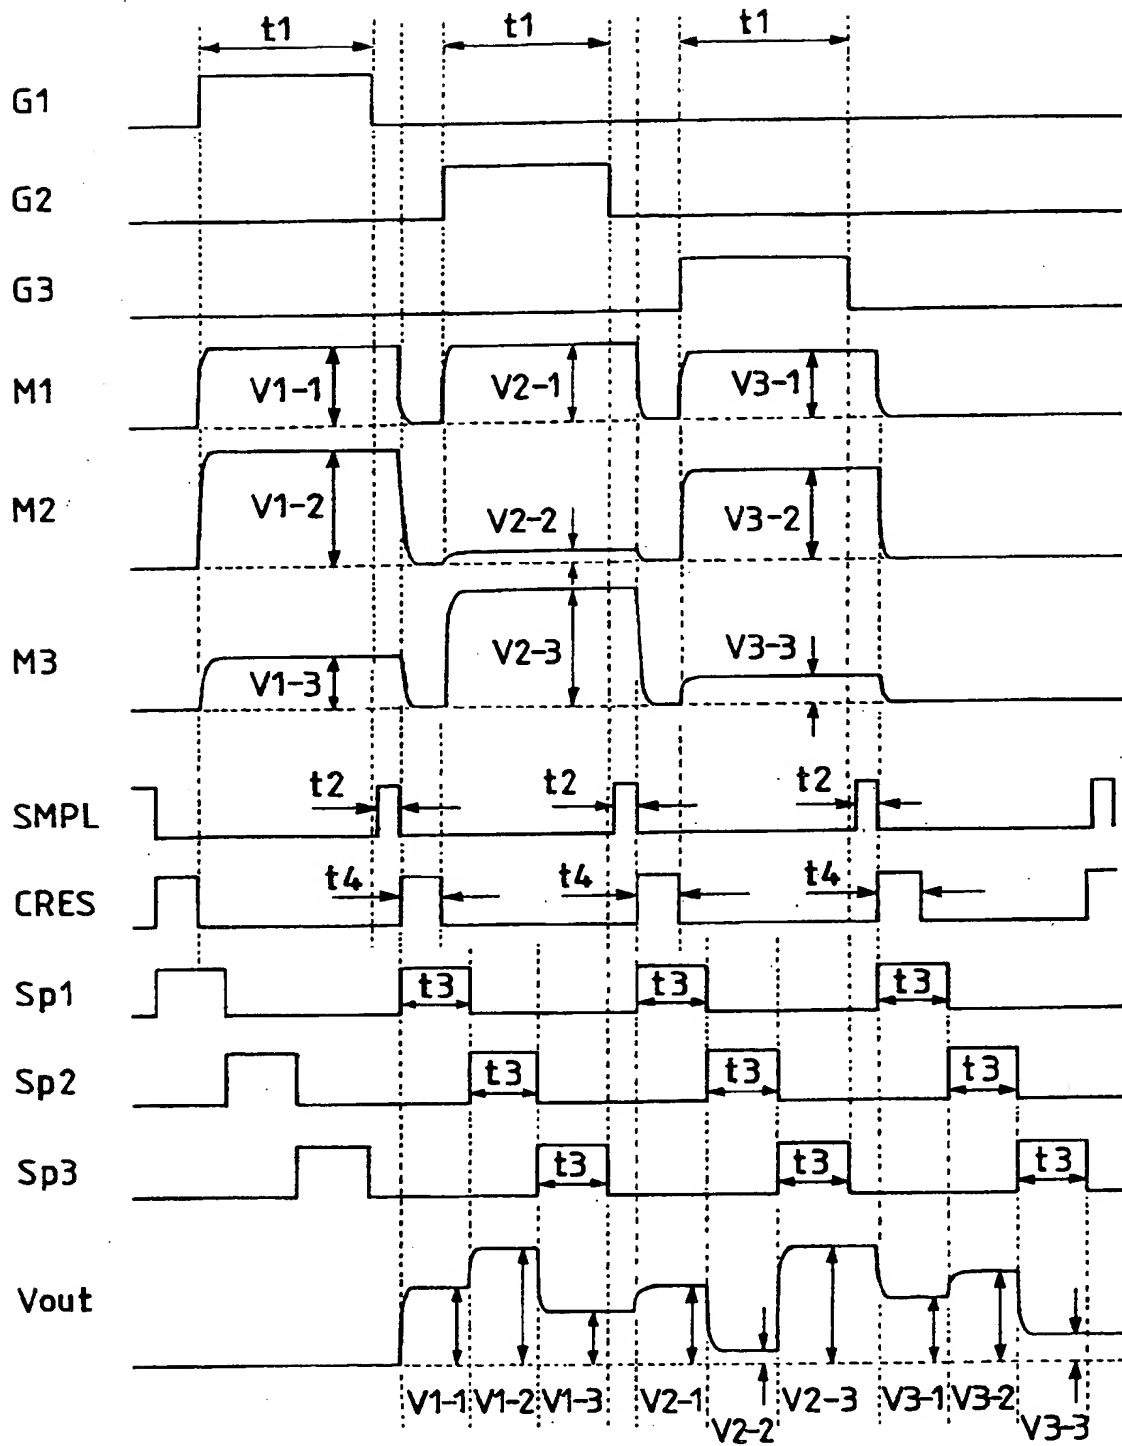 t1 t1 t1
G1
G2
G3
M1 V1-1 V2-1 V3-1
M2 V1-2 V2-2 V3-2
M3 V1-3 V2-3 V3-3
SMPL t2 t2 t2
CRES t4 t4 t4
Sp1 t3 t3 t3
Sp2 t3 t3 t3
Sp3 t3 t3 t3
Vout
V1-1 V1-2 V1-3 V2-1 V2-2 V2-3 V3-1 V3-2 V3-3